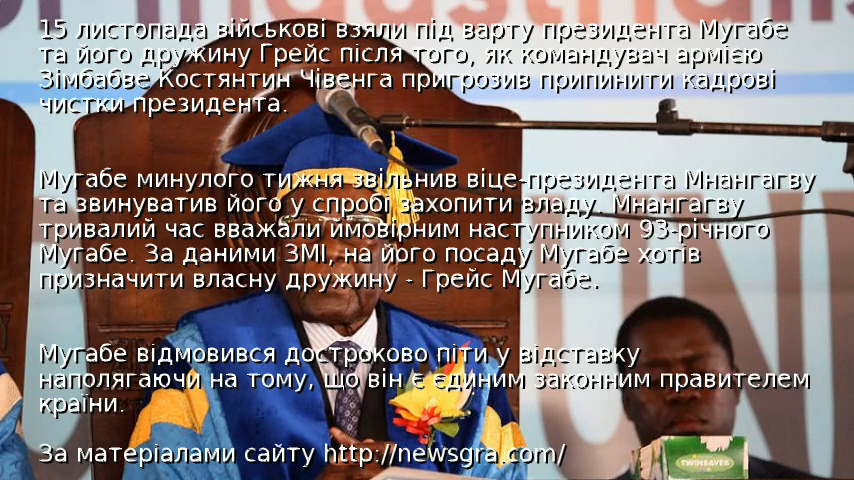 15 листопада військові взяли під варту президента Мугабе
та його дружину Грейс після того, як командувач армією
Зімбабве Костянтин Чівенга пригрозив припинити кадрові
чистки президента.
Мугабе минулого тижня звільнив віце-президента Мнангагву
та звинуватив його у спробі захопити владу. Мнангагву
тривалий час вважали ймовірним наступником 93-річного
Мугабе. За даними ЗМІ, на його посаду Мугабе хотів
призначити власну дружину - Грейс Мугабе.
Мугабе відмовився достроково піти у відставку
наполягаючи на тому, що він є єдиним законним правителем
країни.
За матеріалами сайту http://newsgra.com/
TWINSAVER